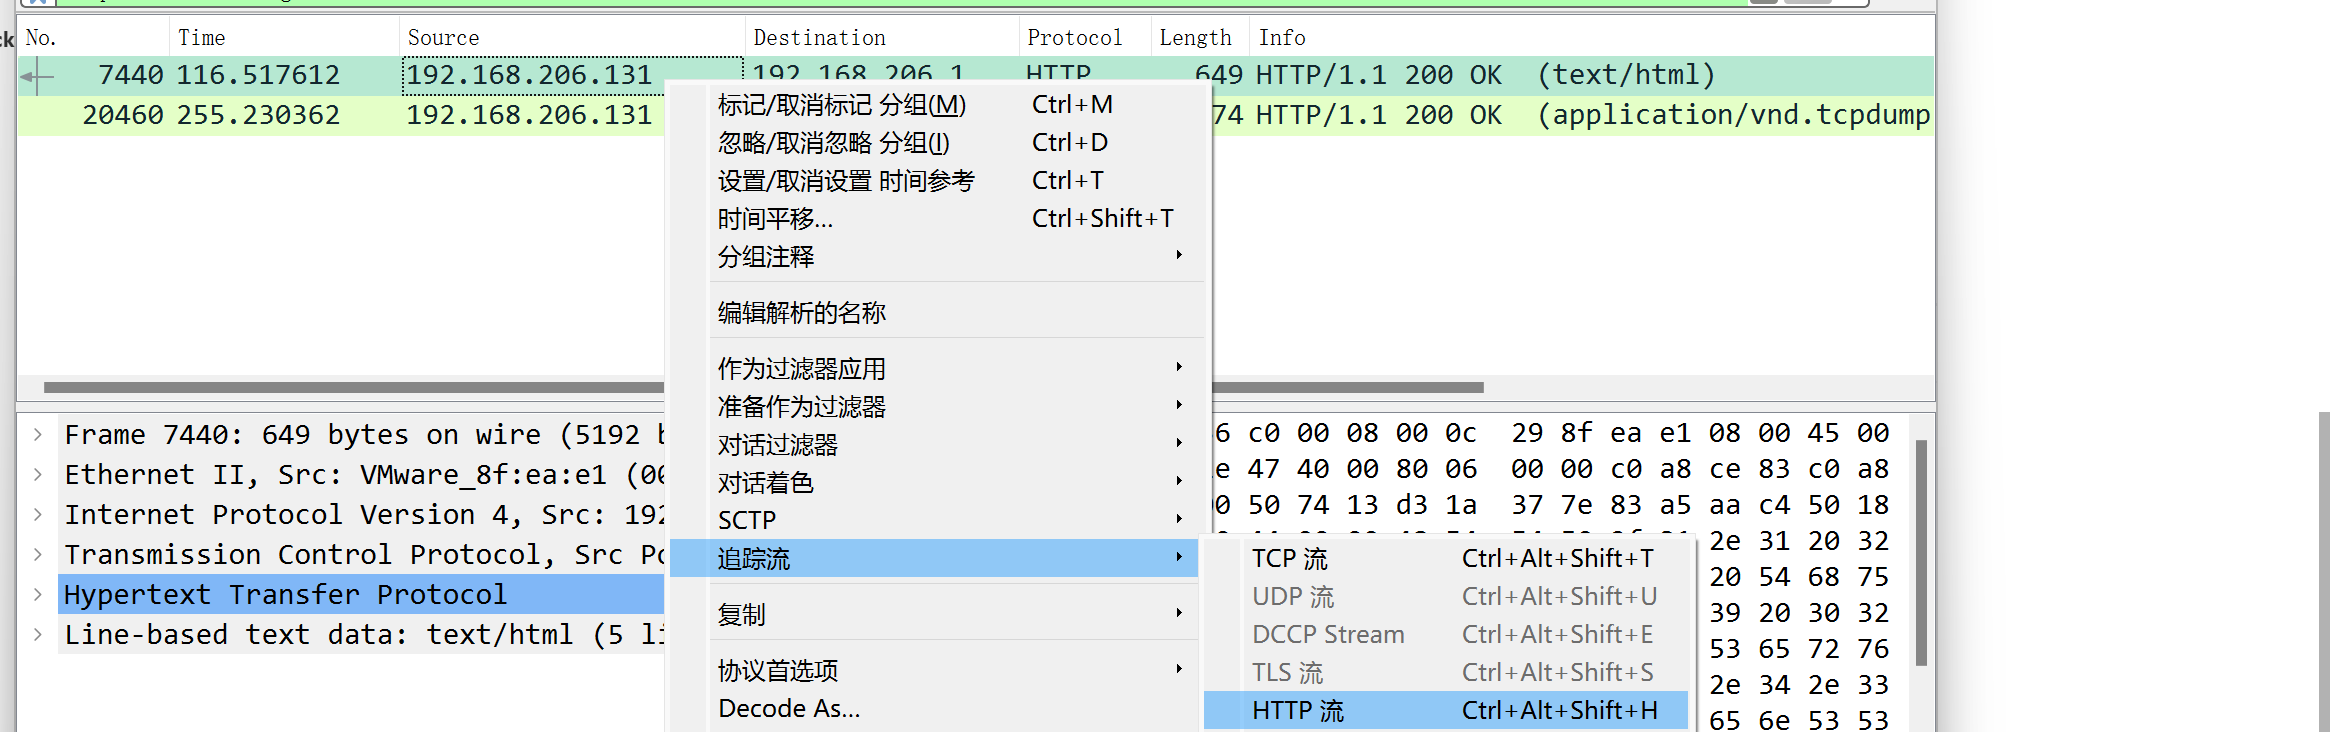 No. Time Source Destination Protocol Length Info
7440 116.517612 192.168.206.131 192.168.206.1 HTTP 649 HTTP/1.1 200 OK (text/html)
20460 255.230362 192.168.206.131 74 HTTP/1.1 200 OK (application/vnd.tcpdump
标记/取消标记 分组(M) Ctrl+M
忽略/取消忽略 分组(I) Ctrl+D
设置/取消设置 时间参考 Ctrl+T
时间平移... Ctrl+Shift+T
分组注释
编辑解析的名称
作为过滤器应用
准备作为过滤器
对话过滤器
对话着色
SCTP
追踪流
复制
协议首选项
Decode As...
TCP 流 Ctrl+Alt+Shift+T
UDP 流 Ctrl+Alt+Shift+U
DCCP Stream Ctrl+Alt+Shift+E
TLS 流 Ctrl+Alt+Shift+S
HTTP 流 Ctrl+Alt+Shift+H
Frame 7440: 649 bytes on wire (5192 b
Ethernet II, Src: VMware_8f:ea:e1 (00
Internet Protocol Version 4, Src: 192
Transmission Control Protocol, Src Po
Hypertext Transfer Protocol
Line-based text data: text/html (5 li
c0 00 08 00 0c 29 8f ea e1 08 00 45 00
47 40 00 80 06 00 00 c0 a8 ce 83 c0 a8
50 74 13 d3 1a 37 7e 83 a5 aa c4 50 18
2e 31 20 32
20 54 68 75
39 20 30 32
53 65 72 76
2e 34 2e 33
65 6e 53 53